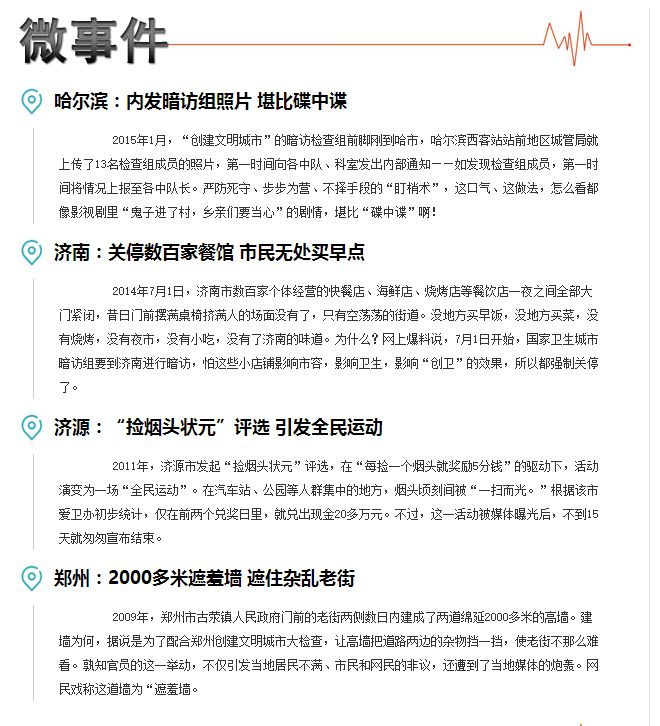 微事件
哈尔滨：内发暗访组照片 堪比碟中谍
2015年1月，“创建文明城市”的暗访检查组前脚刚到哈市，哈尔滨西客站站前地区城管局就
上传了13名检查组成员的照片，第一时间向各中队、科室发出内部通知——如发现检查组成员，第一时
间将情况上报至各中队长。严防死守、步步为营、不择手段的“盯梢术”，这口气、这做法，怎么看都
像影视剧里“鬼子进了村，乡亲们要当心”的剧情，堪比“碟中谍”啊！
济南：关停数百家餐馆 市民无处买早点
2014年7月1日，济南市数百家个体经营的快餐店、海鲜店、烧烤店等餐饮店一夜之间全部大
门紧闭，昔日门前摆满桌椅挤满人的场面没有了，只有空荡荡的街道。没地方买早饭，没地方买菜，没
有烧烤，没有夜市，没有小吃，没有了济南的味道。为什么？网上爆料说，7月1日开始，国家卫生城市
暗访组要到济南进行暗访，怕这些小店铺影响市容，影响卫生，影响“创卫”的效果，所以都强制关停
了。
济源：“捡烟头状元”评选 引发全民运动
2011年，济源市发起“捡烟头状元”评选，在“每捡一个烟头就奖励5分钱”的驱动下，活动
演变为一场“全民运动”。在汽车站、公园等人群集中的地方，烟头顷刻间被“一扫而光。”根据该市
爱卫办初步统计，仅在前两个兑奖日里，就兑出现金20多万元。不过，这一活动被媒体曝光后，不到15
天就匆匆宣布结束。
郑州：2000多米遮羞墙 遮住杂乱老街
2009年，郑州市古荥镇人民政府门前的老街两侧数日内建成了两道绵延2000多米的高墙。建
墙为何，据说是为了配合郑州创建文明城市大检查，让高墙把道路两边的杂物挡一挡，使老街不那么难
看。孰知官员的这一举动，不仅引发当地居民不满、市民和网民的非议，还遭到了当地媒体的炮轰。网
民戏称这道墙为“遮羞墙。